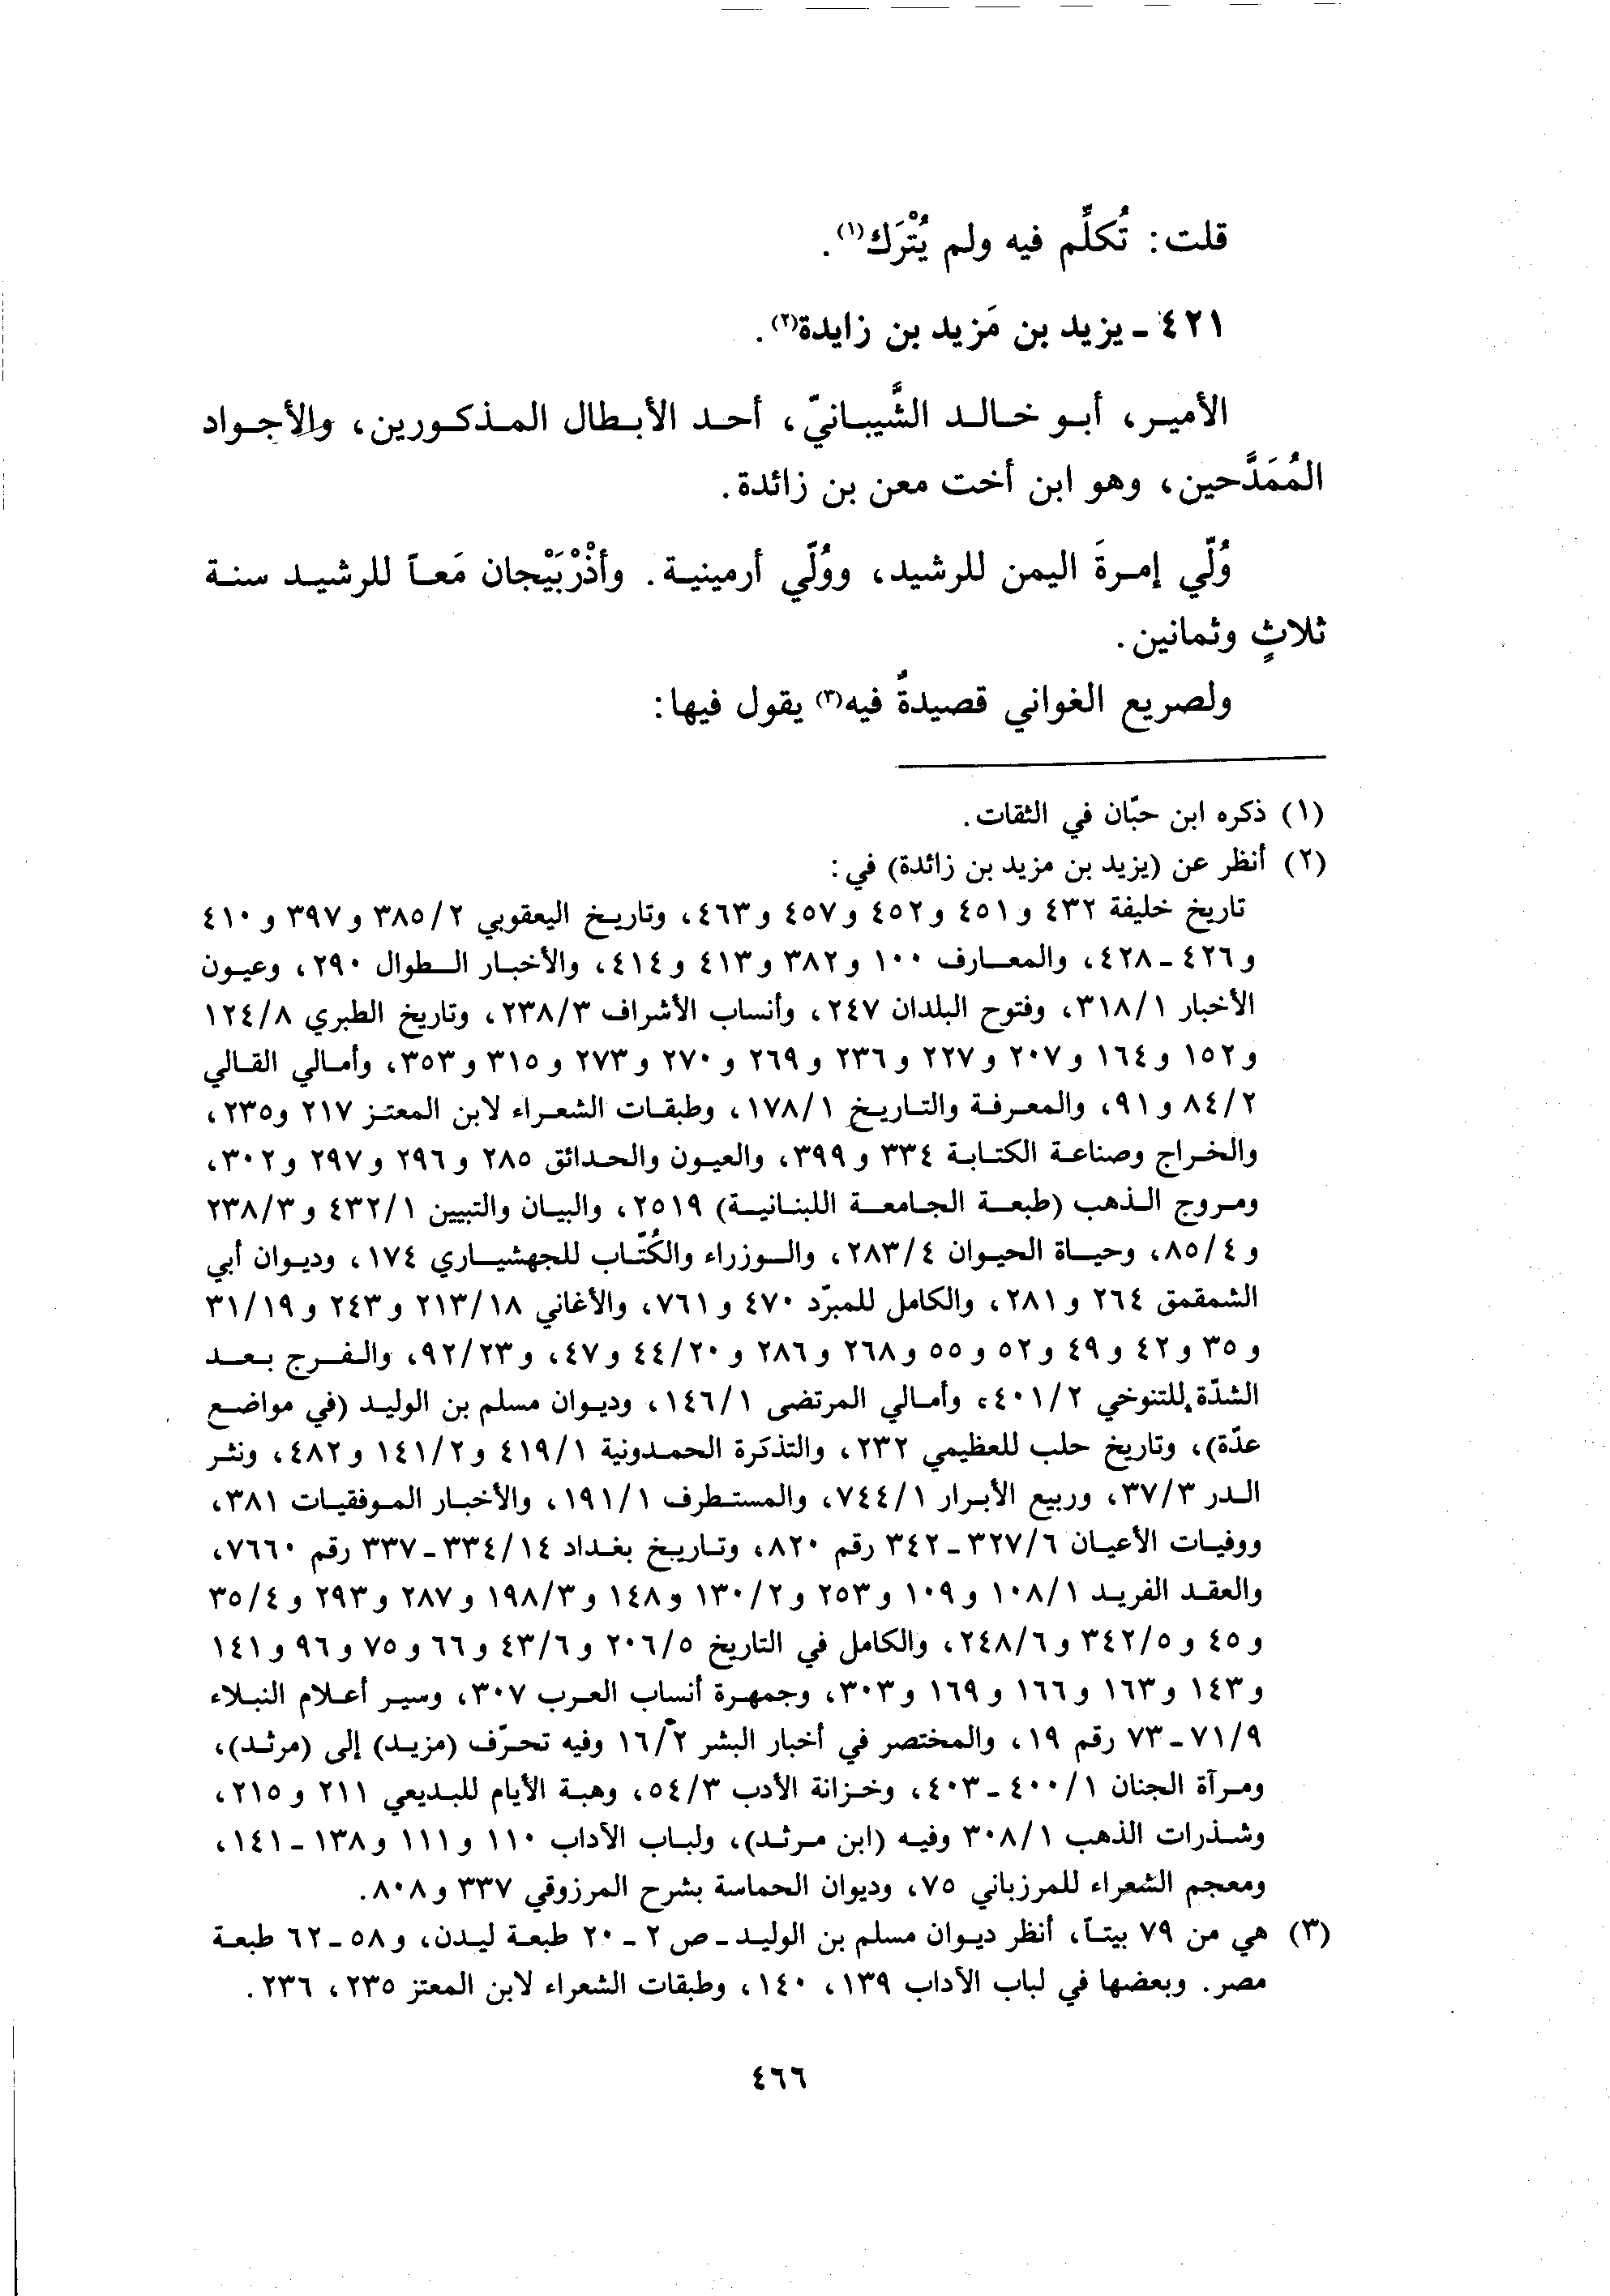 قلت: تُكلِّم فيه ولم يُتْرَك(١).
٤٢١ - يزيد بن مَزيد بن زايدة(٢).
الأمير، أبو خالد الشَّيبانيّ، أحد الأبطال المذكورين، والأجواد
المُمَدَّحين، وهو ابن أخت معن بن زائدة.
وُلّي إمرةَ اليمن للرشيد، ووُلّي أرمينية. وأذْرْبَيْجان مَعاً للرشيد سنة
ثلاثٍ وثمانين.
ولصريع الغواني قصيدةٌ فيه(٣) يقول فيها:
(١) ذكره ابن حبّان في الثقات.
(٢) أنظر عن (يزيد بن مزيد بن زائدة) في:
تاريخ خليفة ٤٣٢ و٤٥١ و٤٥٢ و٤٥٧ و٤٦٣، وتاريخ اليعقوبي ٣٨٥/٢ و٣٩٧ و٤١٠
و٤٢٦ - ٤٢٨، والمعارف ١٠٠ و٣٨٢ و٤١٣ و٤١٤، والأخبار الطوال ٢٩٠، وعيون
الأخبار ٣١٨/١، وفتوح البلدان ٢٤٧، وأنساب الأشراف ٢٣٨/٣، وتاريخ الطبري ١٢٤/٨
و١٥٢ و١٦٤ و٢٠٧ و٢٢٧ و٢٣٦ و٢٦٩ و٢٧٠ و٢٧٣ و٣١٥ و٣٥٣، وأمالي القالي
٨٤/٢ و٩١، والمعرفة والتاريخ ١٧٨/١، وطبقات الشعراء لابن المعتز ٢١٧ و٢٣٥،
والخراج وصناعة الكتابة ٣٣٤ و٣٩٩، والعيون والحدائق ٢٨٥ و٢٩٦ و٢٩٧ و٣٠٢،
ومروج الذهب (طبعة الجامعة اللبنانية) ٢٥١٩، والبيان والتبيين ٤٣٢/١ و٢٣٨/٣
و٨٥/٤، وحياة الحيوان ٢٨٣/٤، والوزراء والكُتّاب للجهشياري ١٧٤، وديوان أبي
الشمقمق ٢٦٤ و٢٨١، والكامل للمبرّد ٤٧٠ و٧٦١، والأغاني ٢١٣/١٨ و٢٤٣ و٣١/١٩
و٣٥ و٤٢ و٤٩ و٥٢ و٥٥ و٢٦٨ و٢٨٦ و٤٤/٢٠ و٤٧، و٩٢/٢٣، والفرج بعد
الشدّة للتنوخي ٤٠١/٢، وأمالي المرتضى ١٤٦/١، وديوان مسلم بن الوليد (في مواضع
عدّة)، وتاريخ حلب للعظيمي ٢٣٢، والتذكرة الحمدونية ٤١٩/١ و١٤١/٢ و٤٨٢، ونثر
الدر ٣٧/٣، وربيع الأبرار ٧٤٤/١، والمستطرف ١٩١/١، والأخبار الموفقيات ٣٨١،
ووفيات الأعيان ٣٢٧/٦ - ٣٤٢ رقم ٨٢٠، وتاريخ بغداد ٣٣٤/١٤ - ٣٣٧ رقم ٧٦٦٠،
والعقد الفريد ١٠٨/١ و١٠٩ و٢٥٣ و١٣٠/٢ و١٤٨ و١٩٨/٣ و٢٨٧ و٢٩٣ و٣٥/٤
و٤٥ و٣٤٢/٥ و٢٤٨/٦، والكامل في التاريخ ٢٠٦/٥ و٤٣/٦ و٦٦ و٧٥ و٩٦ و١٤١
و١٤٣ و١٦٣ و١٦٦ و١٦٩ و٣٠٣، وجمهرة أنساب العرب ٣٠٧، وسير أعلام النبلاء
٧١/٩ - ٧٣ رقم ١٩، والمختصر في أخبار البشر ١٦/٢ وفيه تحرّف (مزيد) إلى (مرثد)،
ومرآة الجنان ٤٠٠/١ - ٤٠٣، وخزانة الأدب ٥٤/٣، وهبة الأيام للبديعي ٢١١ و٢١٥،
وشذرات الذهب ٣٠٨/١ وفيه (ابن مرثد)، ولباب الآداب ١١٠ و١١١ و١٣٨ - ١٤١،
ومعجم الشعراء للمرزباني ٧٥، وديوان الحماسة بشرح المرزوقي ٣٣٧ و٨٠٨.
(٣) هي من ٧٩ بيتاً، أنظر ديوان مسلم بن الوليد - ص ٢ - ٢٠ طبعة ليدن، و٥٨ - ٦٢ طبعة
مصر. وبعضها في لباب الآداب ١٣٩، ١٤٠، وطبقات الشعراء لابن المعتز ٢٣٥، ٢٣٦.
٤٦٦